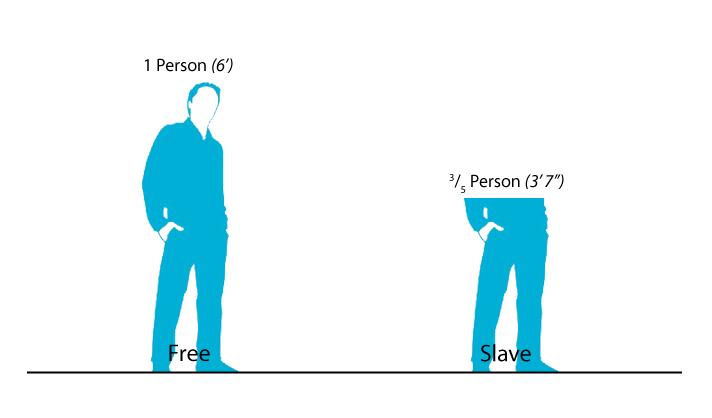 1 Person (6’)
3/5 Person (3’ 7”)
Free
Slave